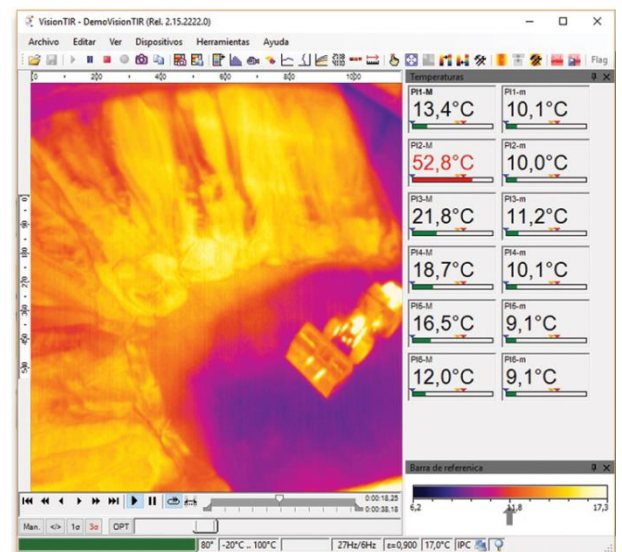 VisionTIR - DemoVisionTIR (Rel. 2.15.2222.0)
Archivo Editar Ver Dispositivos Herramientas Ayuda
Flag
0 200 400 600 800 1000
Temperaturas
PI1-M PI1-m
13,4°C 10,1°C
PI2-M PI2-m
52,8°C 10,0°C
PI3-M PI3-m
21,8°C 11,2°C
PI4-M PI4-m
18,7°C 10,1°C
PI5-M PI5-m
16,5°C 9,1°C
PI6-M PI6-m
12,0°C 9,1°C
Barra de referenica
6,2 11,8 17,3
0:00:18,25
0:00:38,18
Man. </> 1σ 3σ OPT
80° -20°C .. 100°C 27Hz/6Hz ε=0,900 17,0°C IPC